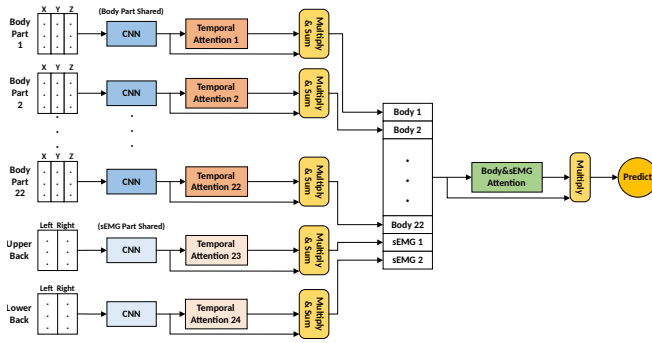 X Y Z
(Body Part Shared)
Body
Part
1
CNN
Temporal
Attention 1
Multiply
& Sum
X Y Z
Body
Part
2
CNN
Temporal
Attention 2
Multiply
& Sum
Body 1
Body 2
X Y Z
Body
Part
22
CNN
Temporal
Attention 22
Multiply
& Sum
Body&sEMG
Attention
Multiply
Predict
Body 22
sEMG 1
sEMG 2
Left Right
(sEMG Part Shared)
Upper
Back
CNN
Temporal
Attention 23
Multiply
& Sum
Left Right
Lower
Back
CNN
Temporal
Attention 24
Multiply
& Sum